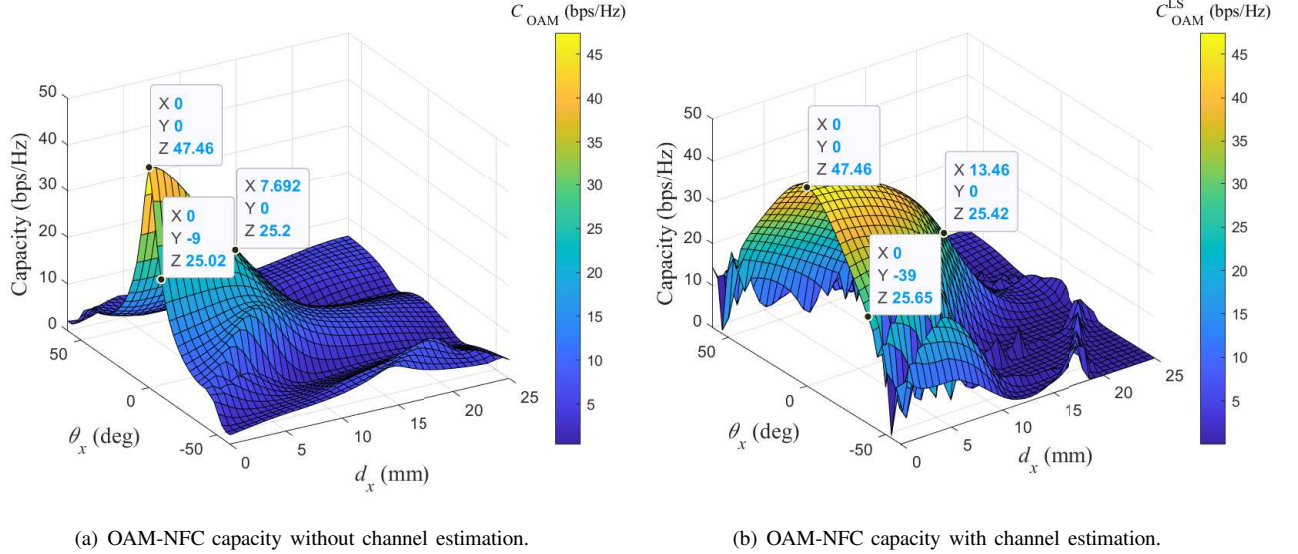 C OAM (bps/Hz)
50
40
30
20
10
0
Capacity (bps/Hz)
X 0
Y 0
Z 47.46
X 7.692
Y 0
Z 25.2
X 0
Y -9
Z 25.02
50
0
-50
θx (deg)
0
5
10
15
20
25
dx (mm)
45
40
35
30
25
20
15
10
5
(a) OAM-NFC capacity without channel estimation.
C LS OAM (bps/Hz)
50
40
30
20
10
0
Capacity (bps/Hz)
X 0
Y 0
Z 47.46
X 13.46
Y 0
Z 25.42
X 0
Y -39
Z 25.65
50
0
-50
θx (deg)
0
5
10
15
20
25
dx (mm)
45
40
35
30
25
20
15
10
5
(b) OAM-NFC capacity with channel estimation.